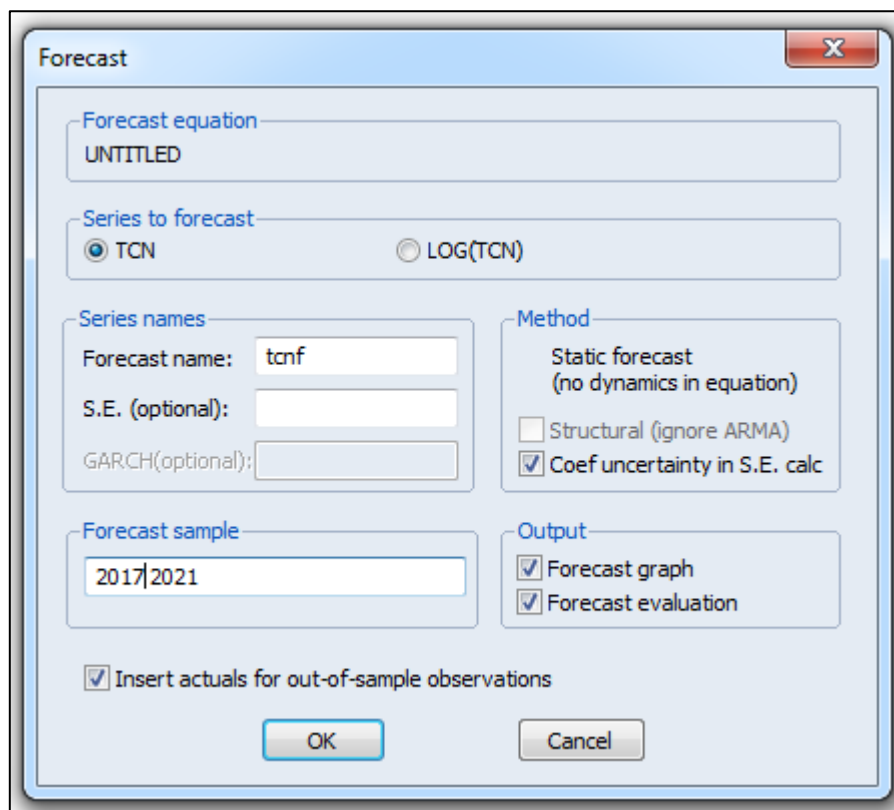 Forecast
Forecast equation
UNTITLED
Series to forecast
TCN
LOG(TCN)
Series names
Forecast name: tcnf
S.E. (optional):
GARCH(optional):
Method
Static forecast
(no dynamics in equation)
Structural (ignore ARMA)
Coef uncertainty in S.E. calc
Forecast sample
2017 2021
Output
Forecast graph
Forecast evaluation
Insert actuals for out-of-sample observations
OK
Cancel